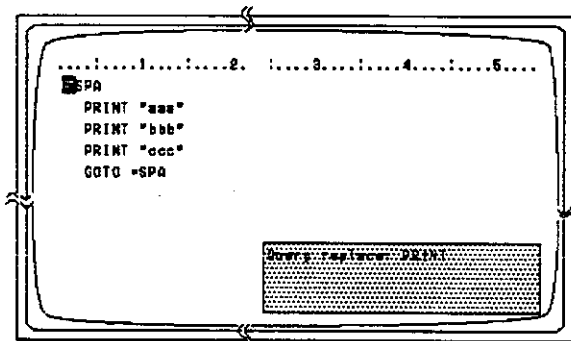 ....:....1....:....2. :....3....:....4....:....5....
SPA
PRINT "aaa"
PRINT "bbb"
PRINT "ccc"
GOTO *SPA
Query replace: PRINT